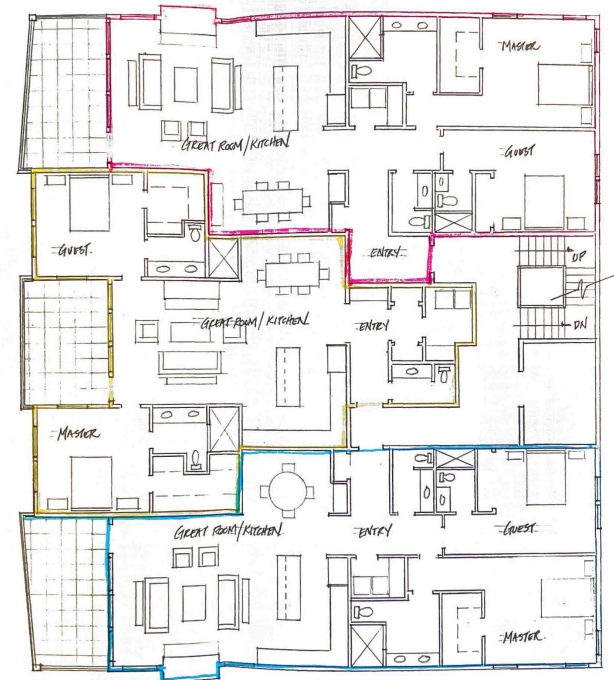 MASTER
GREAT ROOM/KITCHEN
GUEST
ENTRY
GUEST.
UP
GREAT ROOM/KITCHEN
ENTRY
DN
MASTER
GREAT ROOM/KITCHEN
ENTRY
GUEST
MASTER.